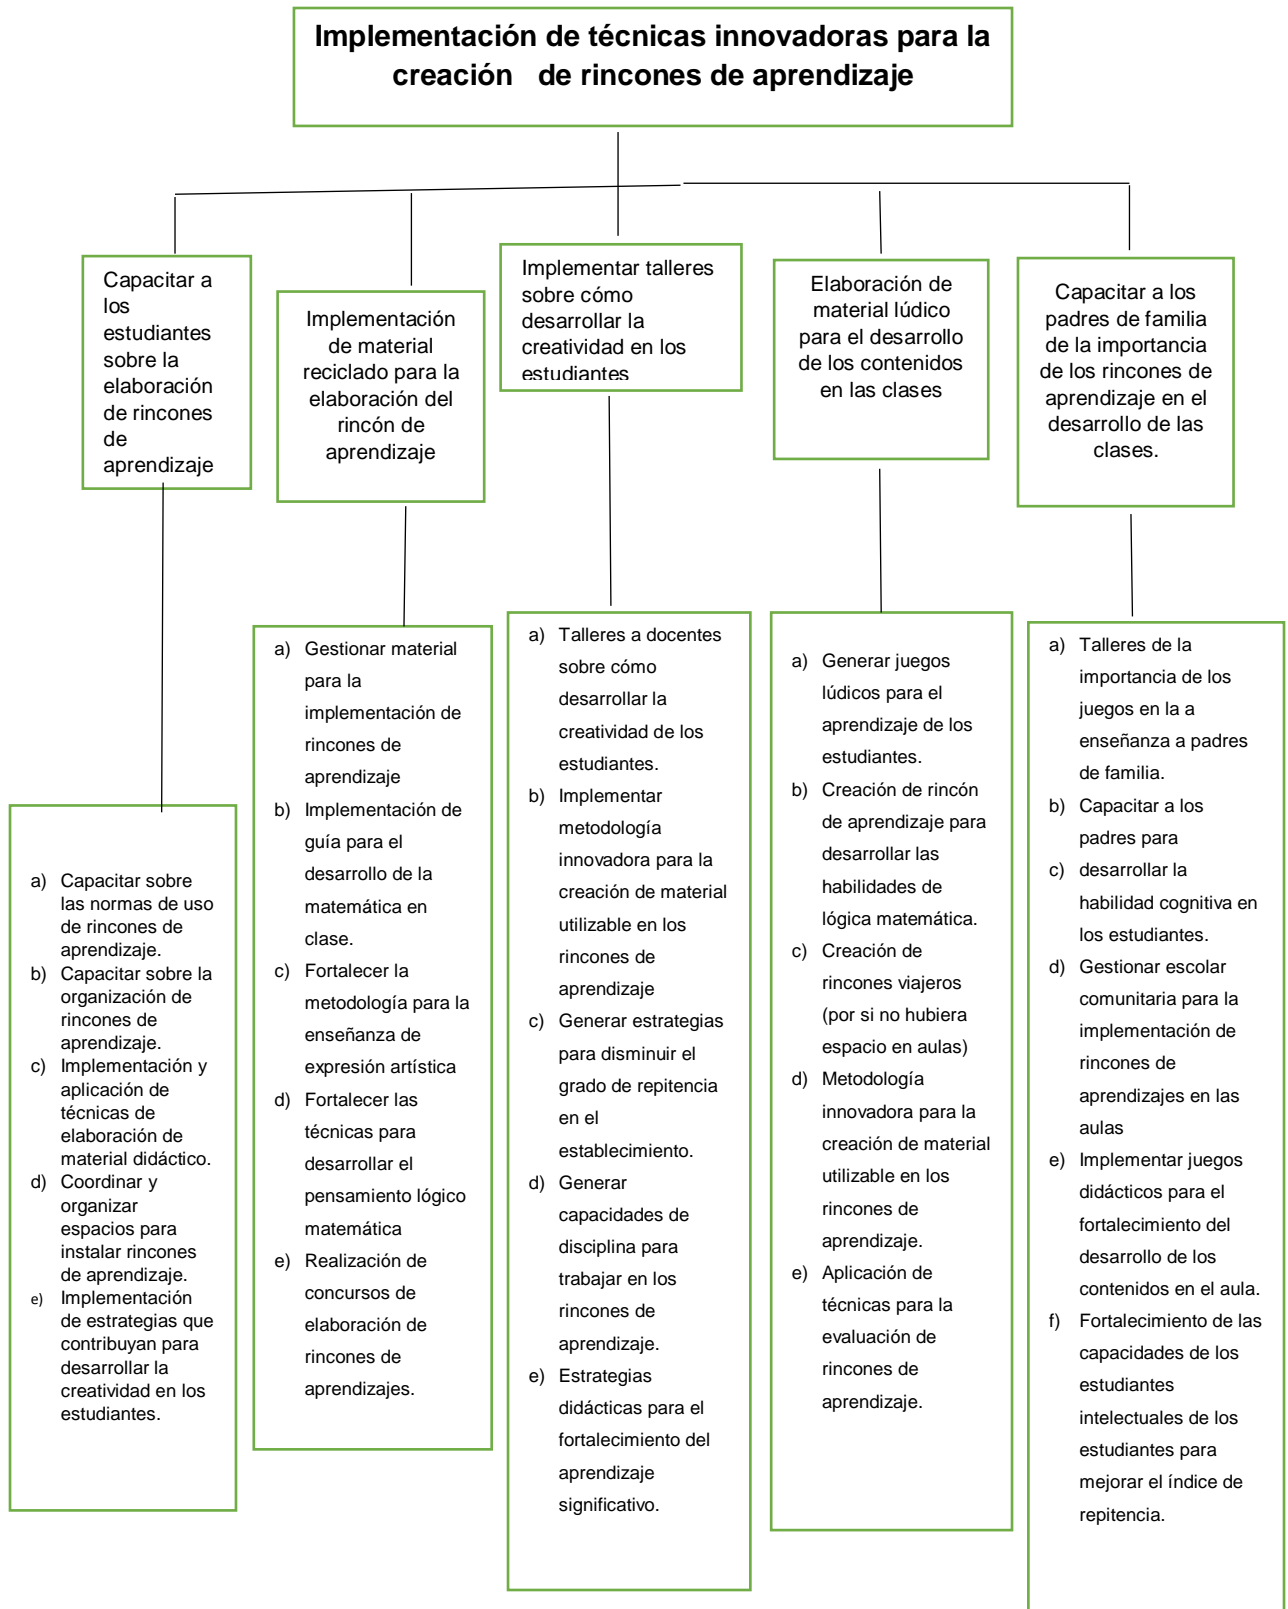 Implementación de técnicas innovadoras para la
creación de rincones de aprendizaje
Capacitar a
los
estudiantes
sobre la
elaboración
de rincones
de
aprendizaje
Implementación
de material
reciclado para la
elaboración del
rincón de
aprendizaje
Implementar talleres
sobre cómo
desarrollar la
creatividad en los
estudiantes
Elaboración de
material lúdico
para el desarrollo
de los contenidos
en las clases
Capacitar a los
padres de familia
de la importancia
de los rincones de
aprendizaje en el
desarrollo de las
clases.
a) Capacitar sobre
las normas de uso
de rincones de
aprendizaje.
b) Capacitar sobre la
organización de
rincones de
aprendizaje.
c) Implementación y
aplicación de
técnicas de
elaboración de
material didáctico.
d) Coordinar y
organizar
espacios para
instalar rincones
de aprendizaje.
e) Implementación
de estrategias que
contribuyan para
desarrollar la
creatividad en los
estudiantes.
a) Gestionar material
para la
implementación de
rincones de
aprendizaje
b) Implementación de
guía para el
desarrollo de la
matemática en
clase.
c) Fortalecer la
metodología para la
enseñanza de
expresión artística
d) Fortalecer las
técnicas para
desarrollar el
pensamiento lógico
matemática
e) Realización de
concursos de
elaboración de
rincones de
aprendizajes.
a) Talleres a docentes
sobre cómo
desarrollar la
creatividad de los
estudiantes.
b) Implementar
metodología
innovadora para la
creación de material
utilizable en los
rincones de
aprendizaje
c) Generar estrategias
para disminuir el
grado de repitencia
en el
establecimiento.
d) Generar
capacidades de
disciplina para
trabajar en los
rincones de
aprendizaje.
e) Estrategias
didácticas para el
fortalecimiento del
aprendizaje
significativo.
a) Generar juegos
lúdicos para el
aprendizaje de los
estudiantes.
b) Creación de rincón
de aprendizaje para
desarrollar las
habilidades de
lógica matemática.
c) Creación de
rincones viajeros
(por si no hubiera
espacio en aulas)
d) Metodología
innovadora para la
creación de material
utilizable en los
rincones de
aprendizaje.
e) Aplicación de
técnicas para la
evaluación de
rincones de
aprendizaje.
a) Talleres de la
importancia de los
juegos en la a
enseñanza a padres
de familia.
b) Capacitar a los
padres para
c) desarrollar la
habilidad cognitiva en
los estudiantes.
d) Gestionar escolar
comunitaria para la
implementación de
rincones de
aprendizajes en las
aulas
e) Implementar juegos
didácticos para el
fortalecimiento del
desarrollo de los
contenidos en el aula.
f) Fortalecimiento de las
capacidades de los
estudiantes
intelectuales de los
estudiantes para
mejorar el índice de
repitencia.